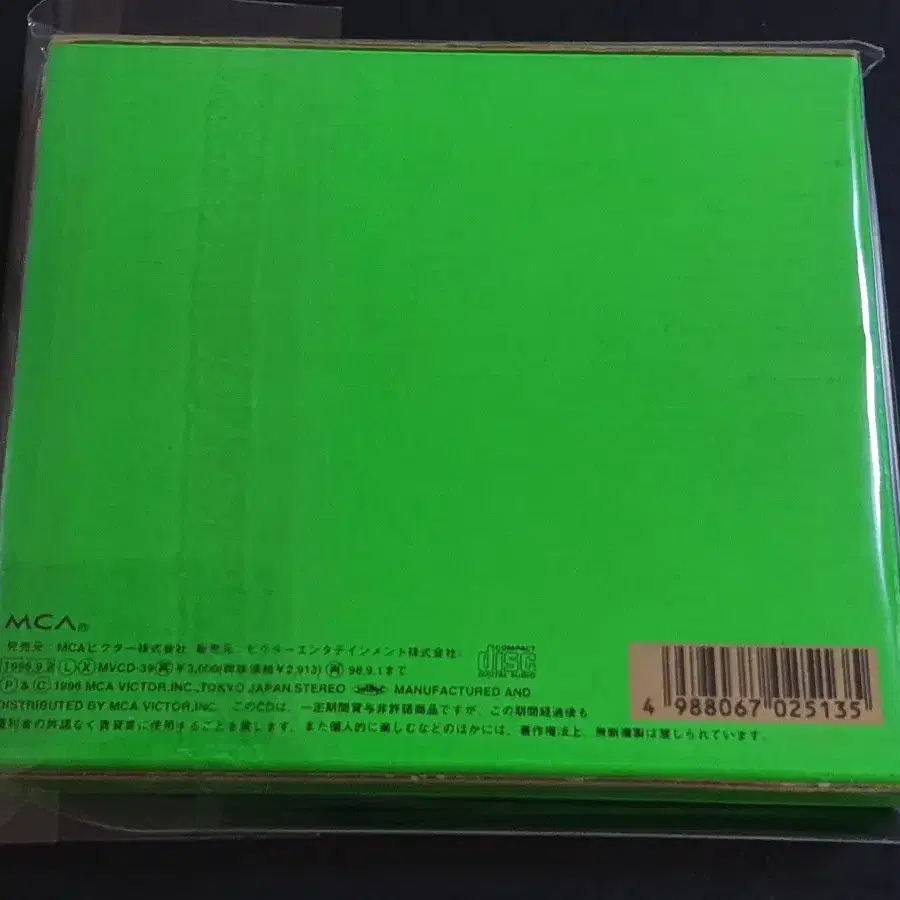 MCA
発売元：MCAビクター株式会社 販売元：ビクターエンタテインメント株式会社
1996.9.2 L X MVCD-39 再 ¥3,000(税抜価格¥2,913) 再 98.9.1まで
P & C 1996 MCA VICTOR,INC.,TOKYO JAPAN.STEREO MANUFACTURED AND
DISTRIBUTED BY MCA VICTOR,INC. このCDは、一定期間貸与非許諾商品ですが、この期間経過後も
権利者の許諾なく賃貸業に使用することを禁じます。また個人的に楽しむなどのほかには、著作権法上、無断複製は禁じられています。
COMPACT
disc
DIGITAL AUDIO
4 988067 025135